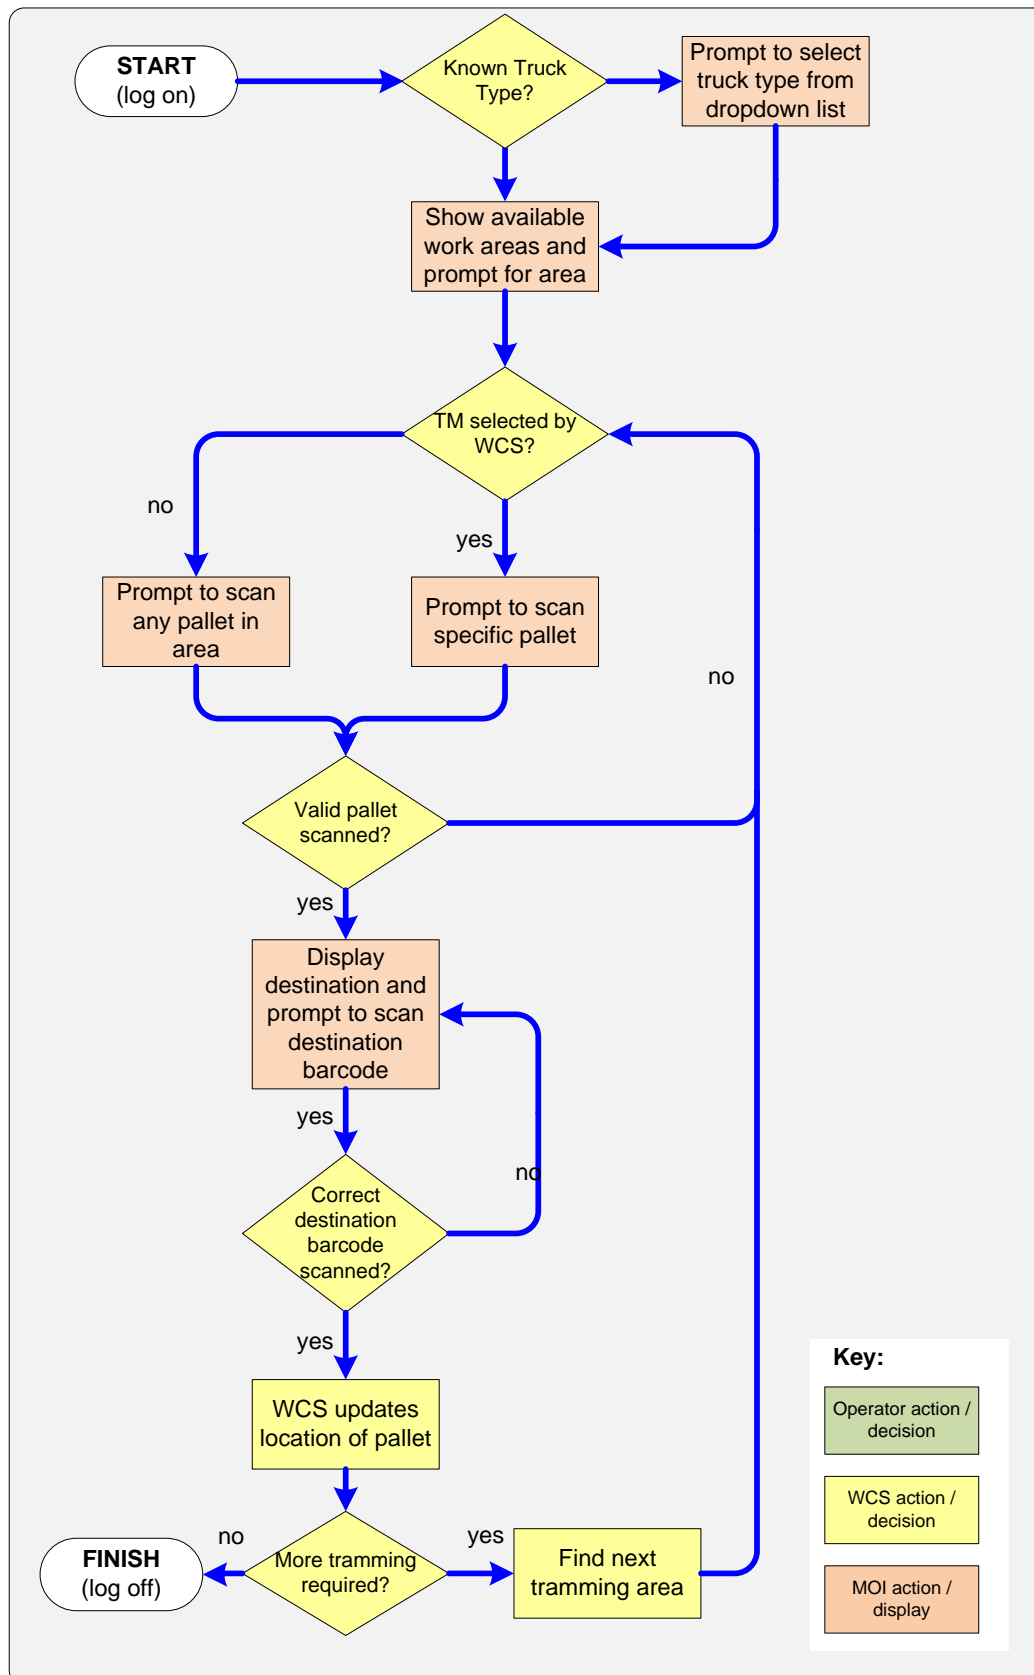 START
(log on)
Known Truck
Type?
Prompt to select
truck type from
dropdown list
Show available
work areas and
prompt for area
TM selected by
WCS?
no
yes
Prompt to scan
any pallet in
area
Prompt to scan
specific pallet
no
Valid pallet
scanned?
yes
Display
destination and
prompt to scan
destination
barcode
yes
no
Correct
destination
barcode
scanned?
yes
WCS updates
location of pallet
no
yes
FINISH
(log off)
More tramming
required?
Find next
tramming area
Key:
Operator action /
decision
WCS action /
decision
MOI action /
display